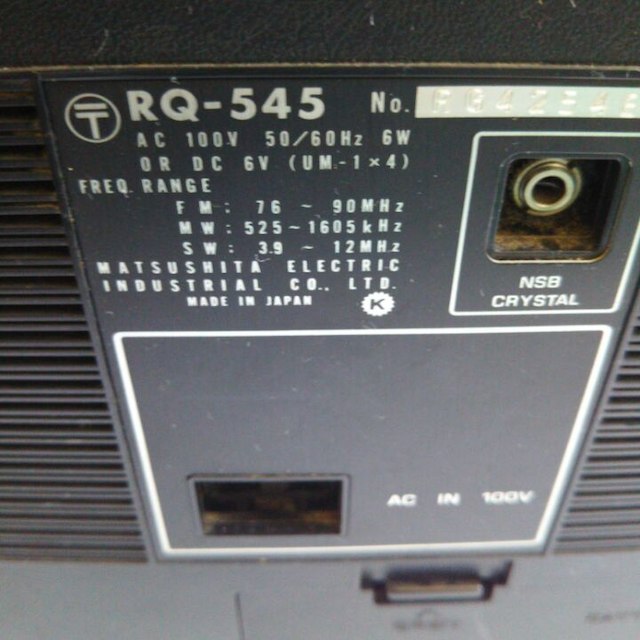 RQ-545 No.
AC 100V 50/60Hz 6W
OR DC 6V (UM-1×4)
FREQ. RANGE
FM: 76 ~ 90MHz
MW: 525~1605kHz
SW: 3.9 ~ 12MHz
MATSUSHITA ELECTRIC
INDUSTRIAL CO., LTD.
MADE IN JAPAN
K
NSB
CRYSTAL
AC IN 100V